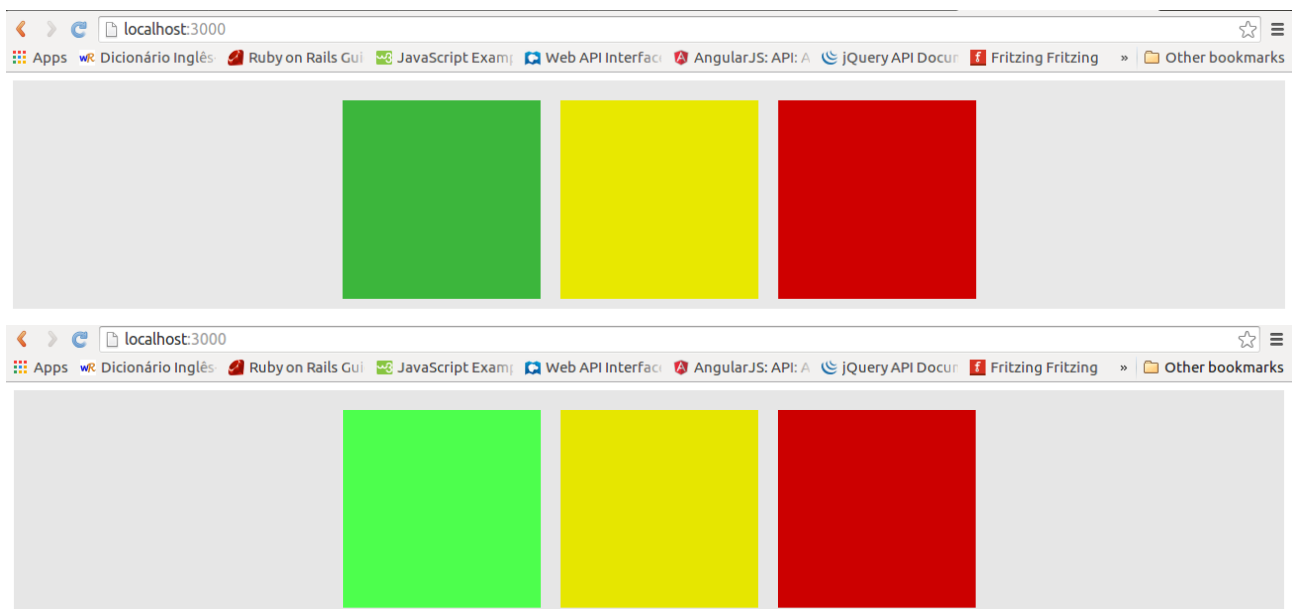 localhost:3000
Apps Dicionário Inglês- Ruby on Rails Gui JavaScript Examp Web API Interfac AngularJS: API: A jQuery API Docum Fritzing Fritzing » Other bookmarks
localhost:3000
Apps Dicionário Inglês- Ruby on Rails Gui JavaScript Examp Web API Interfac AngularJS: API: A jQuery API Docum Fritzing Fritzing » Other bookmarks